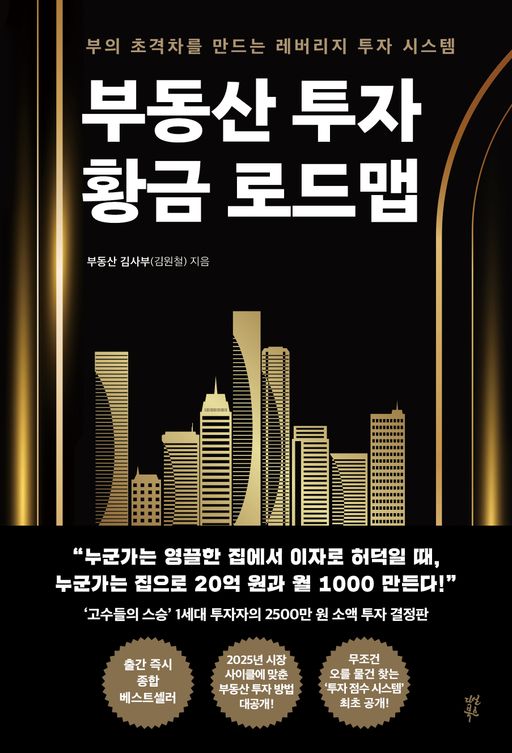 부의 초격차를 만드는 레버리지 투자 시스템
부동산 투자
황금 로드맵
부동산 김사부(김원철) 지음
“누군가는 영끌한 집에서 이자로 허덕일 때,
누군가는 집으로 20억 원과 월 1000 만든다!”
‘고수들의 스승’ 1세대 투자자의 2500만 원 소액 투자 결정판
출간 즉시
종합
베스트셀러
2025년 시장
사이클에 맞춘
부동산 투자 방법
대공개!
무조건
오를 물건 찾는
‘투자 점수 시스템’
최초 공개!
다산
북스